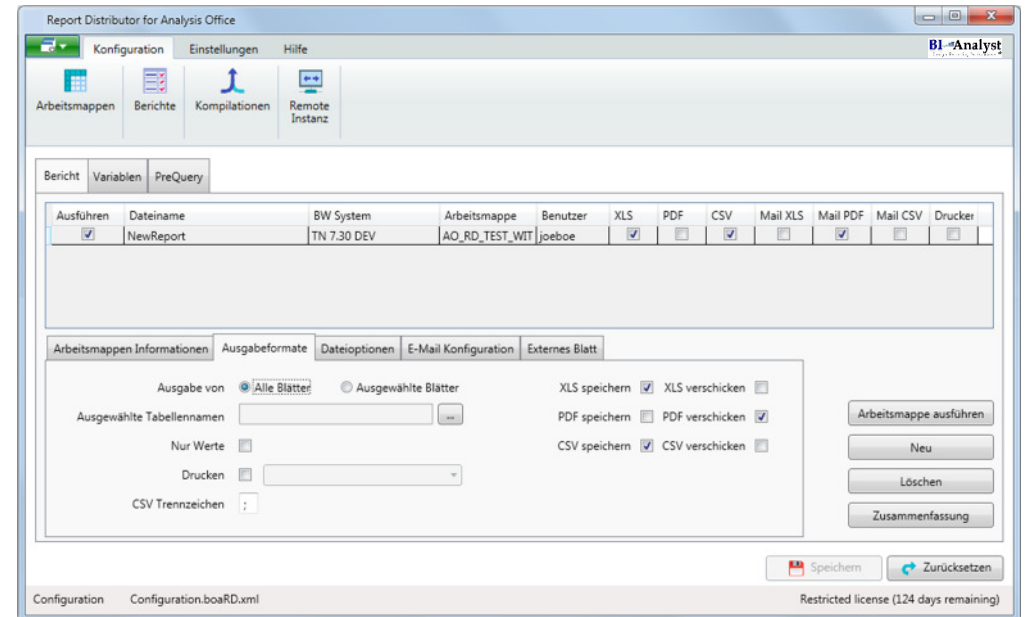 Report Distributor for Analysis Office
Konfiguration Einstellungen Hilfe
BI Analyst
Arbeitsmappen Berichte Kompilationen Remote
Instanz
Bericht Variablen PreQuery
Ausführen Dateiname BW System Arbeitsmappe Benutzer XLS PDF CSV Mail XLS Mail PDF Mail CSV Drucker
NewReport TN 7.30 DEV AO_RD_TEST_WIT joeboe
Arbeitsmappen Informationen Ausgabeformate Dateioptionen E-Mail Konfiguration Externes Blatt
Ausgabe von Alle Blätter Ausgewählte Blätter XLS speichern XLS verschicken
Ausgewählte Tabellennamen ... PDF speichern PDF verschicken
Nur Werte CSV speichern CSV verschicken
Drucken
CSV Trennzeichen ;
Arbeitsmappe ausführen
Neu
Löschen
Zusammenfassung
Speichern Zurücksetzen
Configuration Configuration.boaRD.xml Restricted license (124 days remaining)